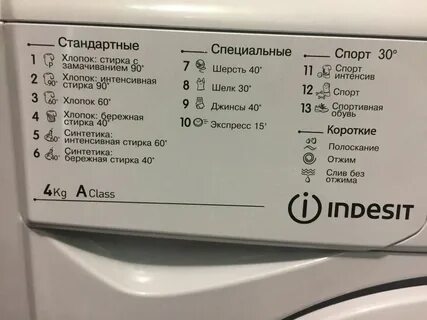 Стандартные
1 Хлопок: стирка с
замачиванием 90°
2 Хлопок: интенсивная
стирка 90°
3 Хлопок 60°
4 Хлопок: бережная
стирка 40°
5 Синтетика:
интенсивная стирка 60°
6 Синтетика:
бережная стирка 40°
4Kg A Class
Специальные
7 Шерсть 40°
8 Шелк 30°
9 Джинсы 40°
10 Экспресс 15'
Спорт 30°
11 Спорт
интенсив
12 Спорт
13 Спортивная
обувь
Короткие
Полоскание
Отжим
Слив без
отжима
INDESIT